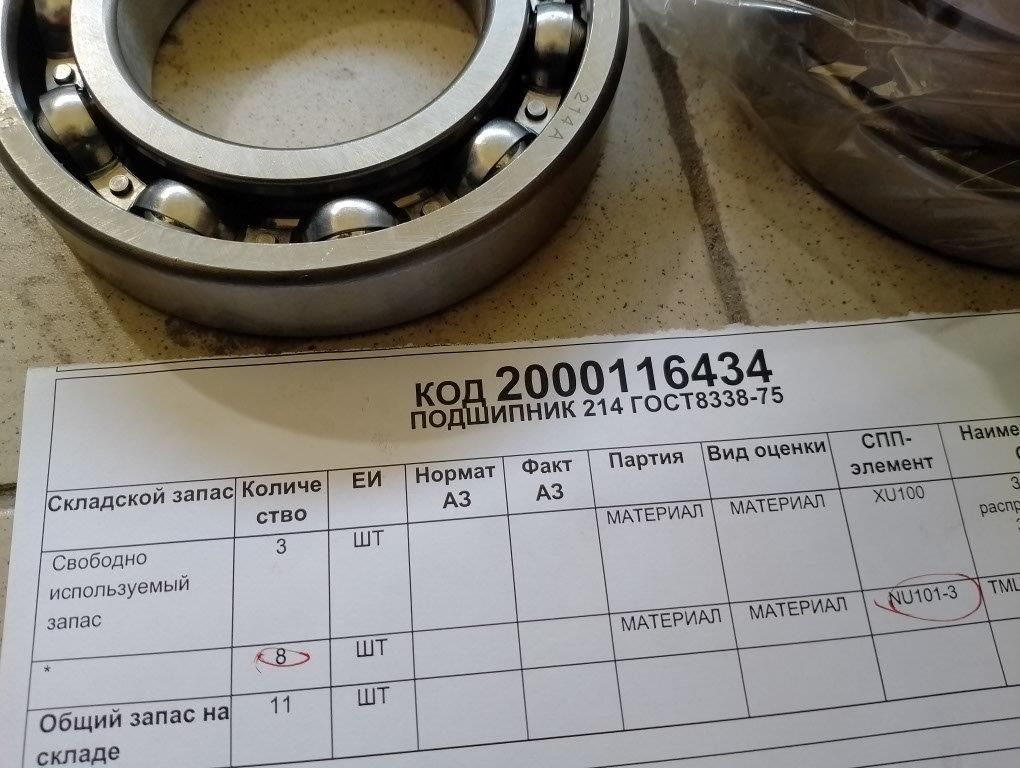 214 A
КОД 2000116434
ПОДШИПНИК 214 ГОСТ8338-75
Складской запас Количе ство ЕИ Нормат АЗ Факт АЗ Партия Вид оценки СПП-элемент Наиме
Свободно используемый запас 3 ШТ МАТЕРИАЛ МАТЕРИАЛ XU100 распр
* 8 ШТ МАТЕРИАЛ МАТЕРИАЛ NU101-3 TML
Общий запас на складе 11 ШТ